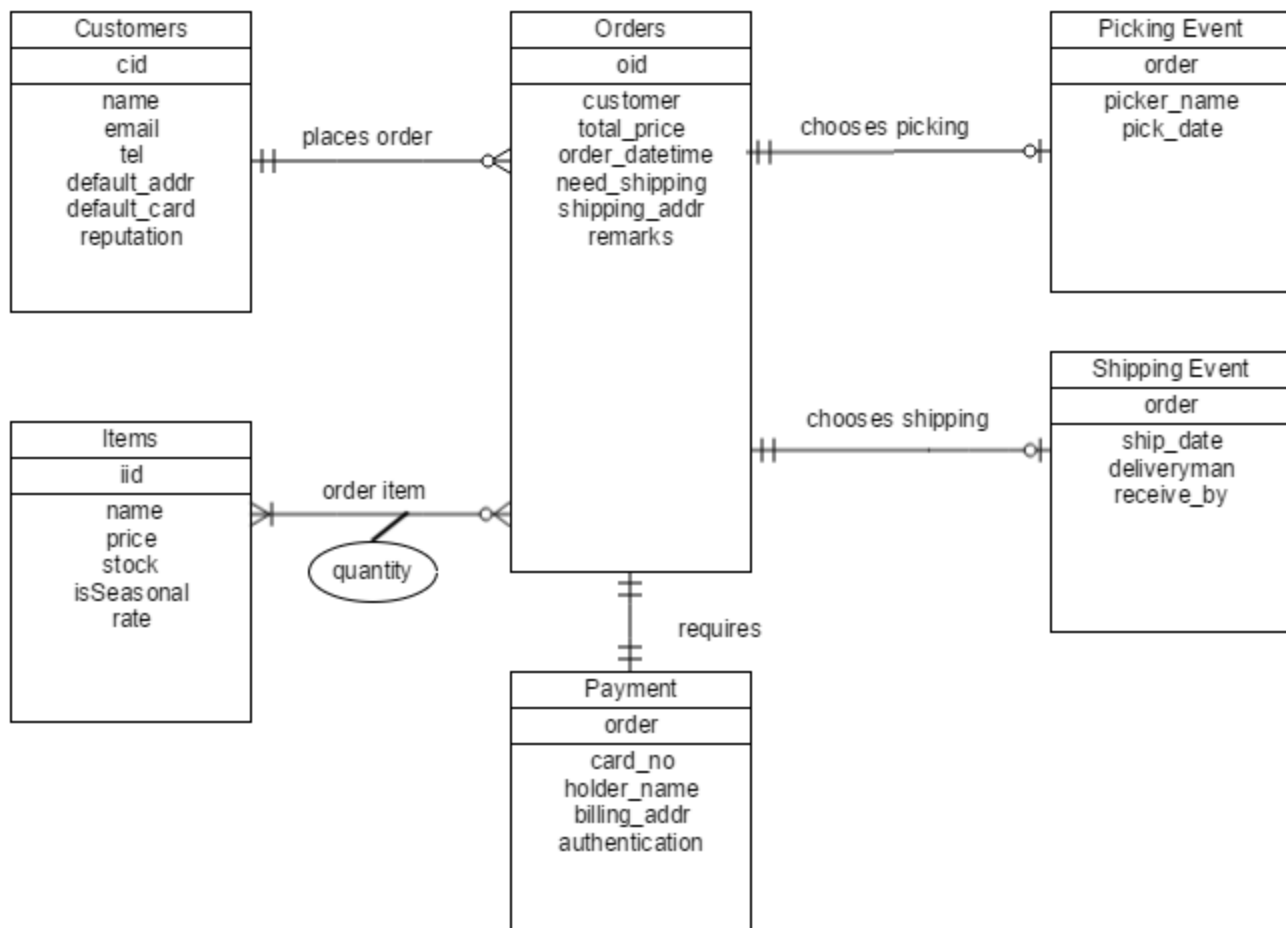 Customers
cid
name
email
tel
default_addr
default_card
reputation
places order
Orders
oid
customer
total_price
order_datetime
need_shipping
shipping_addr
remarks
chooses picking
Picking Event
order
picker_name
pick_date
chooses shipping
Shipping Event
order
ship_date
deliveryman
receive_by
Items
iid
name
price
stock
isSeasonal
rate
order item
quantity
requires
Payment
order
card_no
holder_name
billing_addr
authentication